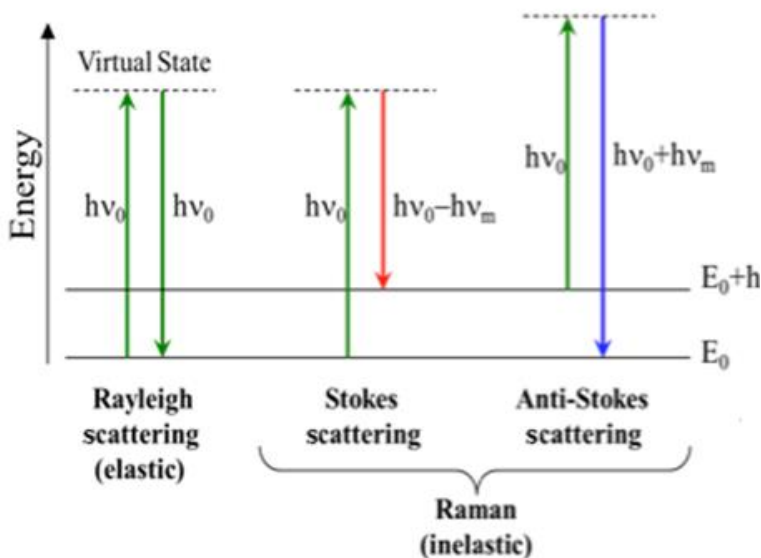 Energy
Virtual State
hν₀
hν₀
hν₀
hν₀–hνₘ
hν₀
hν₀+hνₘ
E₀+h
E₀
Rayleigh
scattering
(elastic)
Stokes
scattering
Anti-Stokes
scattering
Raman
(inelastic)